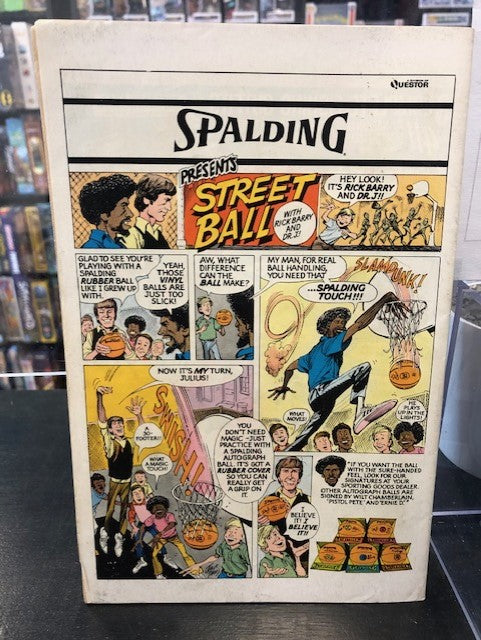 A DIVISION OF
QUESTOR
SPALDING
PRESENTS
STREET
BALL
WITH
RICK BARRY
AND
DR. J!
HEY LOOK!
IT'S RICK BARRY
AND DR. J!!
GLAD TO SEE YOU'RE
PLAYING WITH A
SPALDING
RUBBER BALL
LIKE I GREW UP
WITH.
YEAH,
THOSE
VINYL
BALLS ARE
JUST TOO
SLICK!
AW, WHAT
DIFFERENCE
CAN THE
BALL MAKE?
MY MAN, FOR REAL
BALL HANDLING,
YOU NEED THAT
...SPALDING
TOUCH!!!
SLAM DUNK!
WHAT
MOVES!
HE
PLAYS
UP IN THE
LIGHTS!
NOW IT'S MY TURN,
JULIUS!
A
30-
FOOTER!!
WHAT
A MAGIC
TOUCH!
SWISH!
YOU
DON'T NEED
MAGIC-JUST
PRACTICE WITH
A SPALDING
AUTOGRAPH
BALL. IT'S GOT A
RUBBER COVER
SO YOU CAN
REALLY GET
A GRIP ON
IT.
I
BELIEVE
IT! I
BELIEVE
IT!!
"IF YOU WANT THE BALL
WITH THE SURE-HANDED
FEEL, LOOK FOR OUR
SIGNATURES AT YOUR
SPORTING GOODS DEALER.
OTHER AUTOGRAPH BALLS ARE
SIGNED BY WILT CHAMBERLAIN,
"PISTOL PETE" AND "ERNIE D."